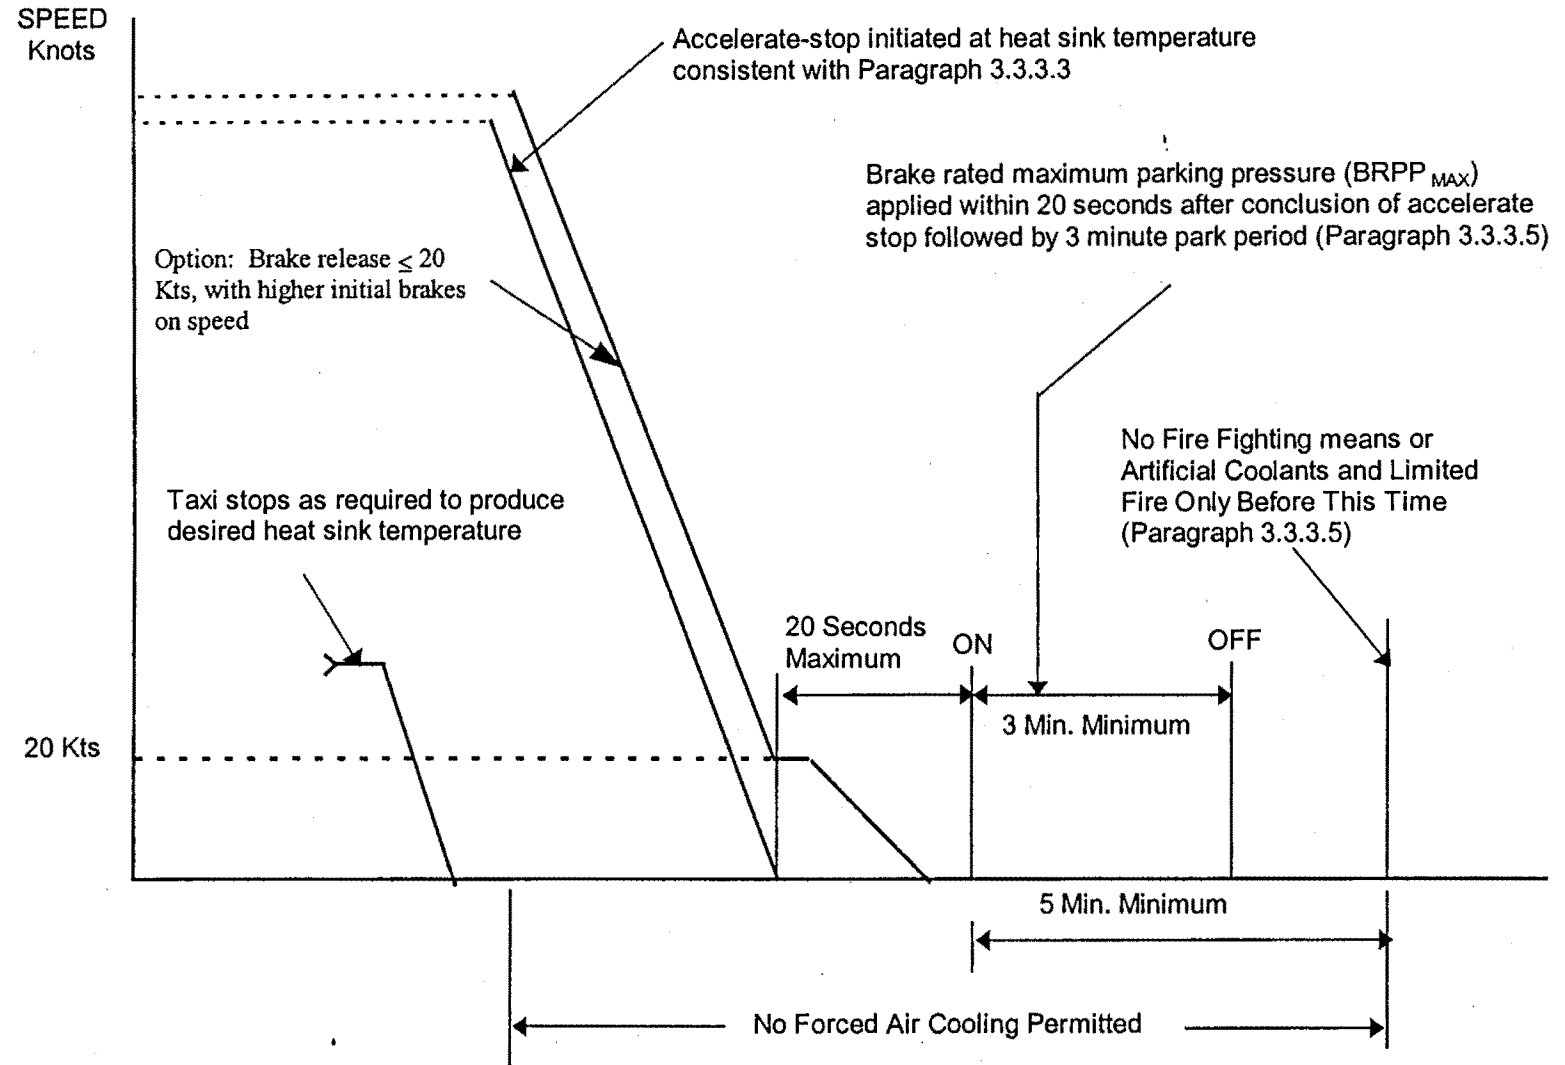 SPEED
Knots
Accelerate-stop initiated at heat sink temperature
consistent with Paragraph 3.3.3.3
Brake rated maximum parking pressure (BRPP MAX)
applied within 20 seconds after conclusion of accelerate
stop followed by 3 minute park period (Paragraph 3.3.3.5)
Option: Brake release ≤ 20
Kts, with higher initial brakes
on speed
No Fire Fighting means or
Artificial Coolants and Limited
Fire Only Before This Time
(Paragraph 3.3.3.5)
Taxi stops as required to produce
desired heat sink temperature
20 Seconds
Maximum
ON
OFF
3 Min. Minimum
20 Kts
5 Min. Minimum
No Forced Air Cooling Permitted